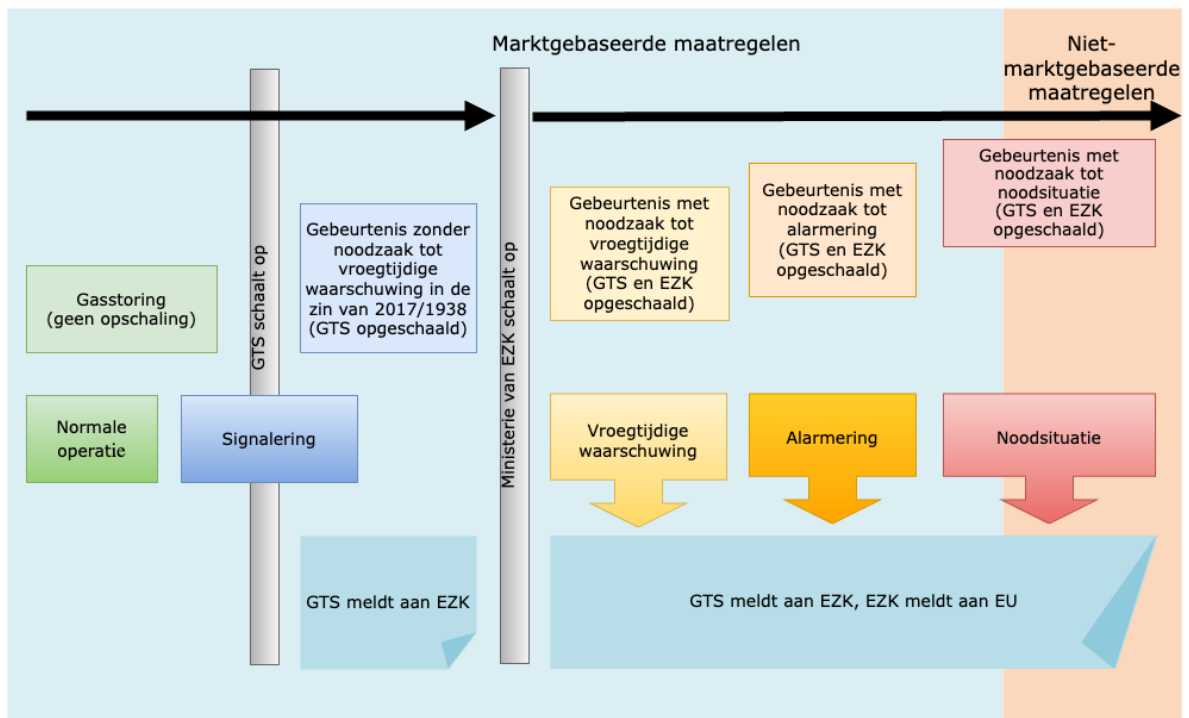 Marktgebaseerde maatregelen
Niet-
marktgebaseerde
maatregelen
GTS schaalt op
Ministerie van EZK schaalt op
Gasstoring
(geen opschaling)
Gebeurtenis zonder
noodzaak tot
vroegtijdige
waarschuwing in de
zin van 2017/1938
(GTS opgeschaald)
Gebeurtenis met
noodzaak tot
vroegtijdige
waarschuwing
(GTS en EZK
opgeschaald)
Gebeurtenis met
noodzaak tot
alarmering
(GTS en EZK
opgeschaald)
Gebeurtenis met
noodzaak tot
noodsituatie
(GTS en EZK
opgeschaald)
Normale
operatie
Signalering
Vroegtijdige
waarschuwing
Alarmering
Noodsituatie
GTS meldt aan EZK
GTS meldt aan EZK, EZK meldt aan EU